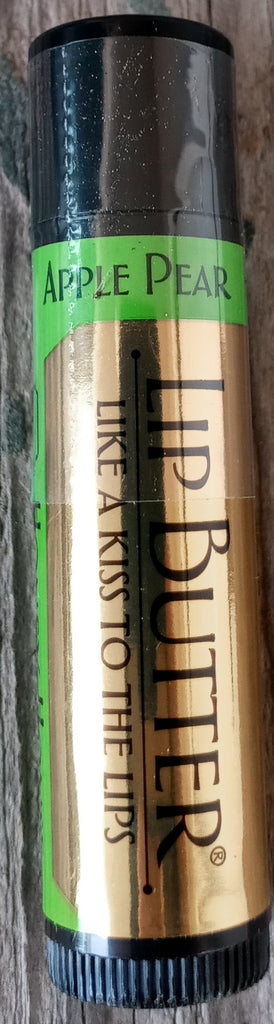 APPLE PEAR
LIP BUTTER®
LIKE A KISS TO THE LIPS